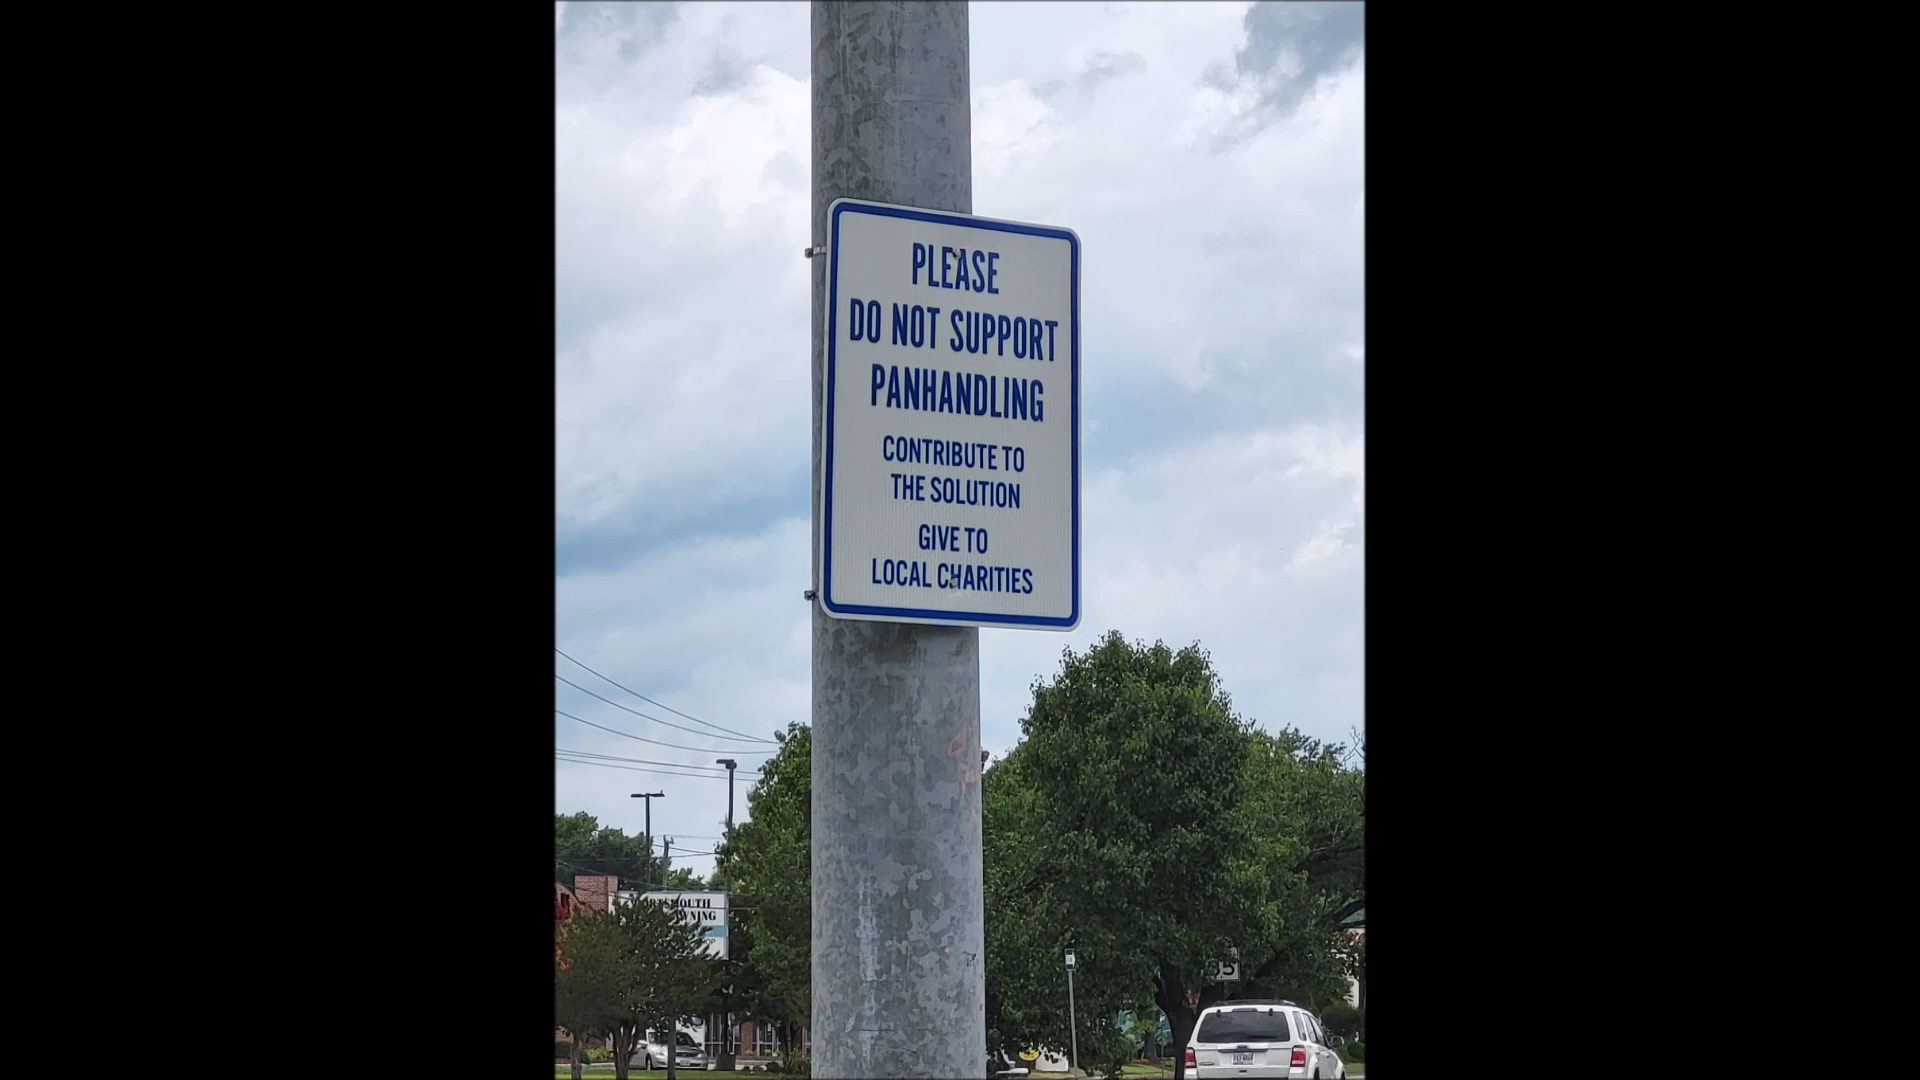 PLEASE
DO NOT SUPPORT
PANHANDLING
CONTRIBUTE TO
THE SOLUTION
GIVE TO
LOCAL CHARITIES